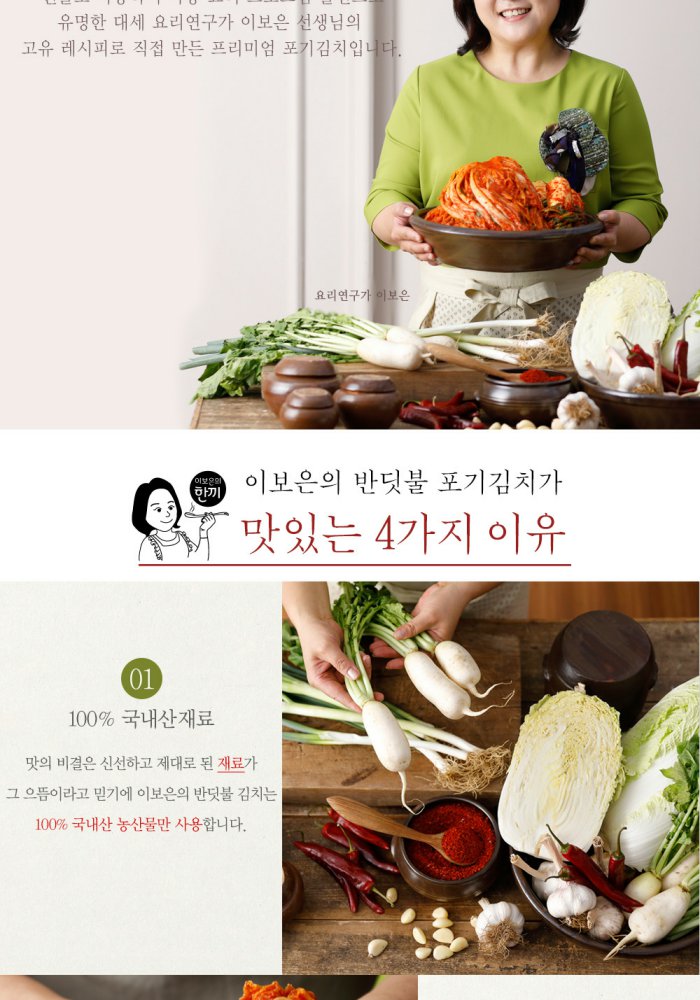 유명한 대세 요리연구가 이보은 선생님의
고유 레시피로 직접 만든 프리미엄 포기김치입니다.
요리연구가 이보은
이보은의
한끼
이보은의 반딧불 포기김치가
맛있는 4가지 이유
01
100% 국내산재료
맛의 비결은 신선하고 제대로 된 재료가
그 으뜸이라고 믿기에 이보은의 반딧불 김치는
100% 국내산 농산물만 사용합니다.